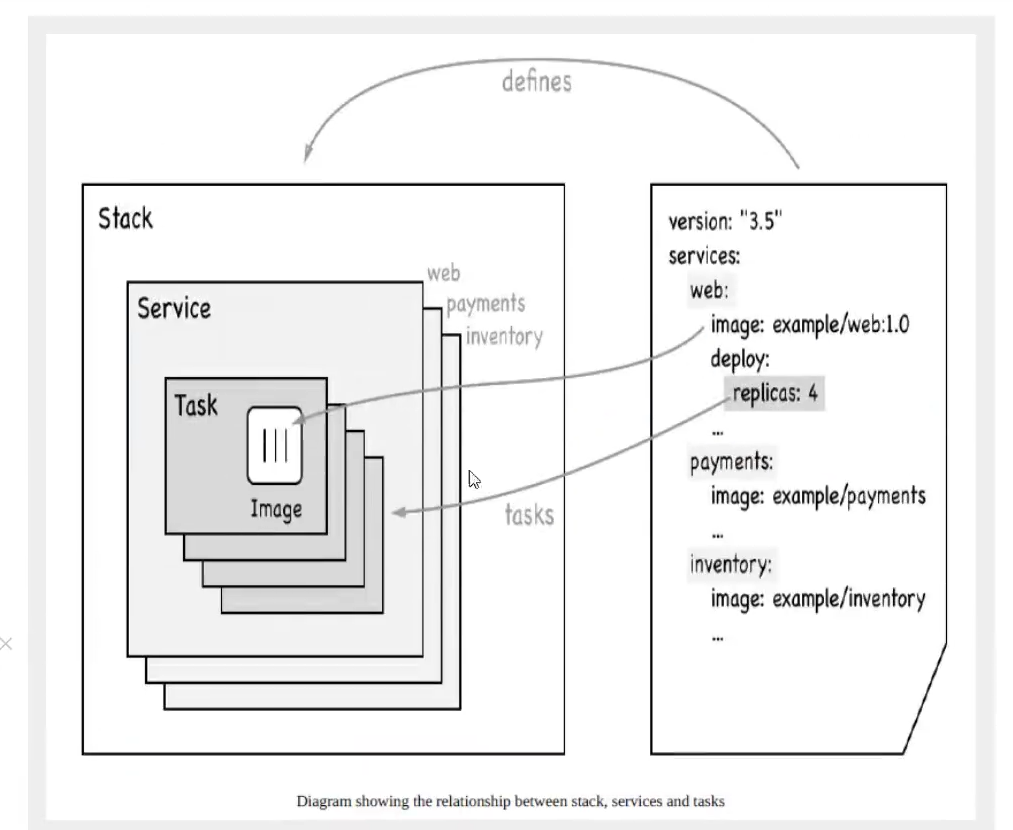 defines
Stack
web
payments
inventory
Service
Task
Image
tasks
version: "3.5"
services:
web:
image: example/web:1.0
deploy:
replicas: 4
...
payments:
image: example/payments
...
inventory:
image: example/inventory
...
Diagram showing the relationship between stack, services and tasks